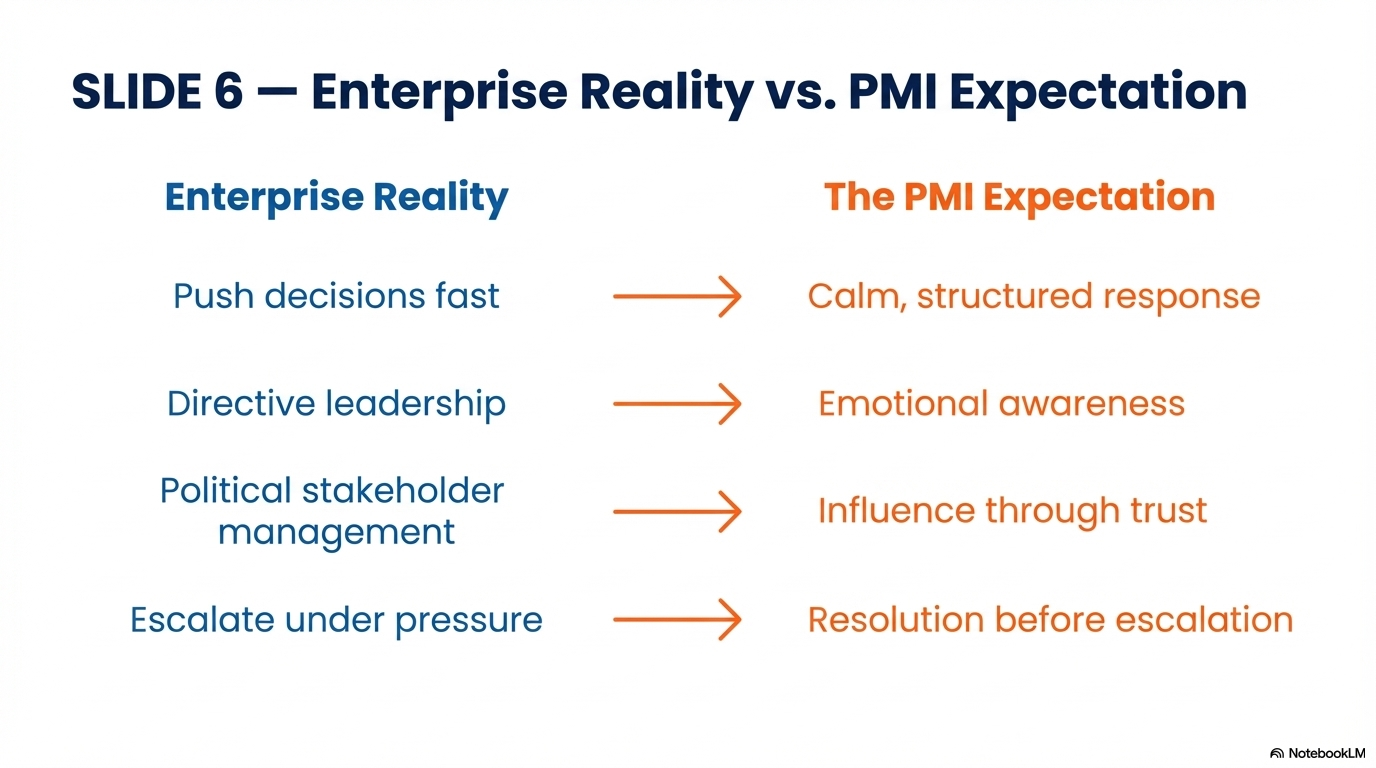 SLIDE 6 — Enterprise Reality vs. PMI Expectation
Enterprise Reality
The PMI Expectation
Push decisions fast
Calm, structured response
Directive leadership
Emotional awareness
Political stakeholder
management
Influence through trust
Escalate under pressure
Resolution before escalation
NotebookLM